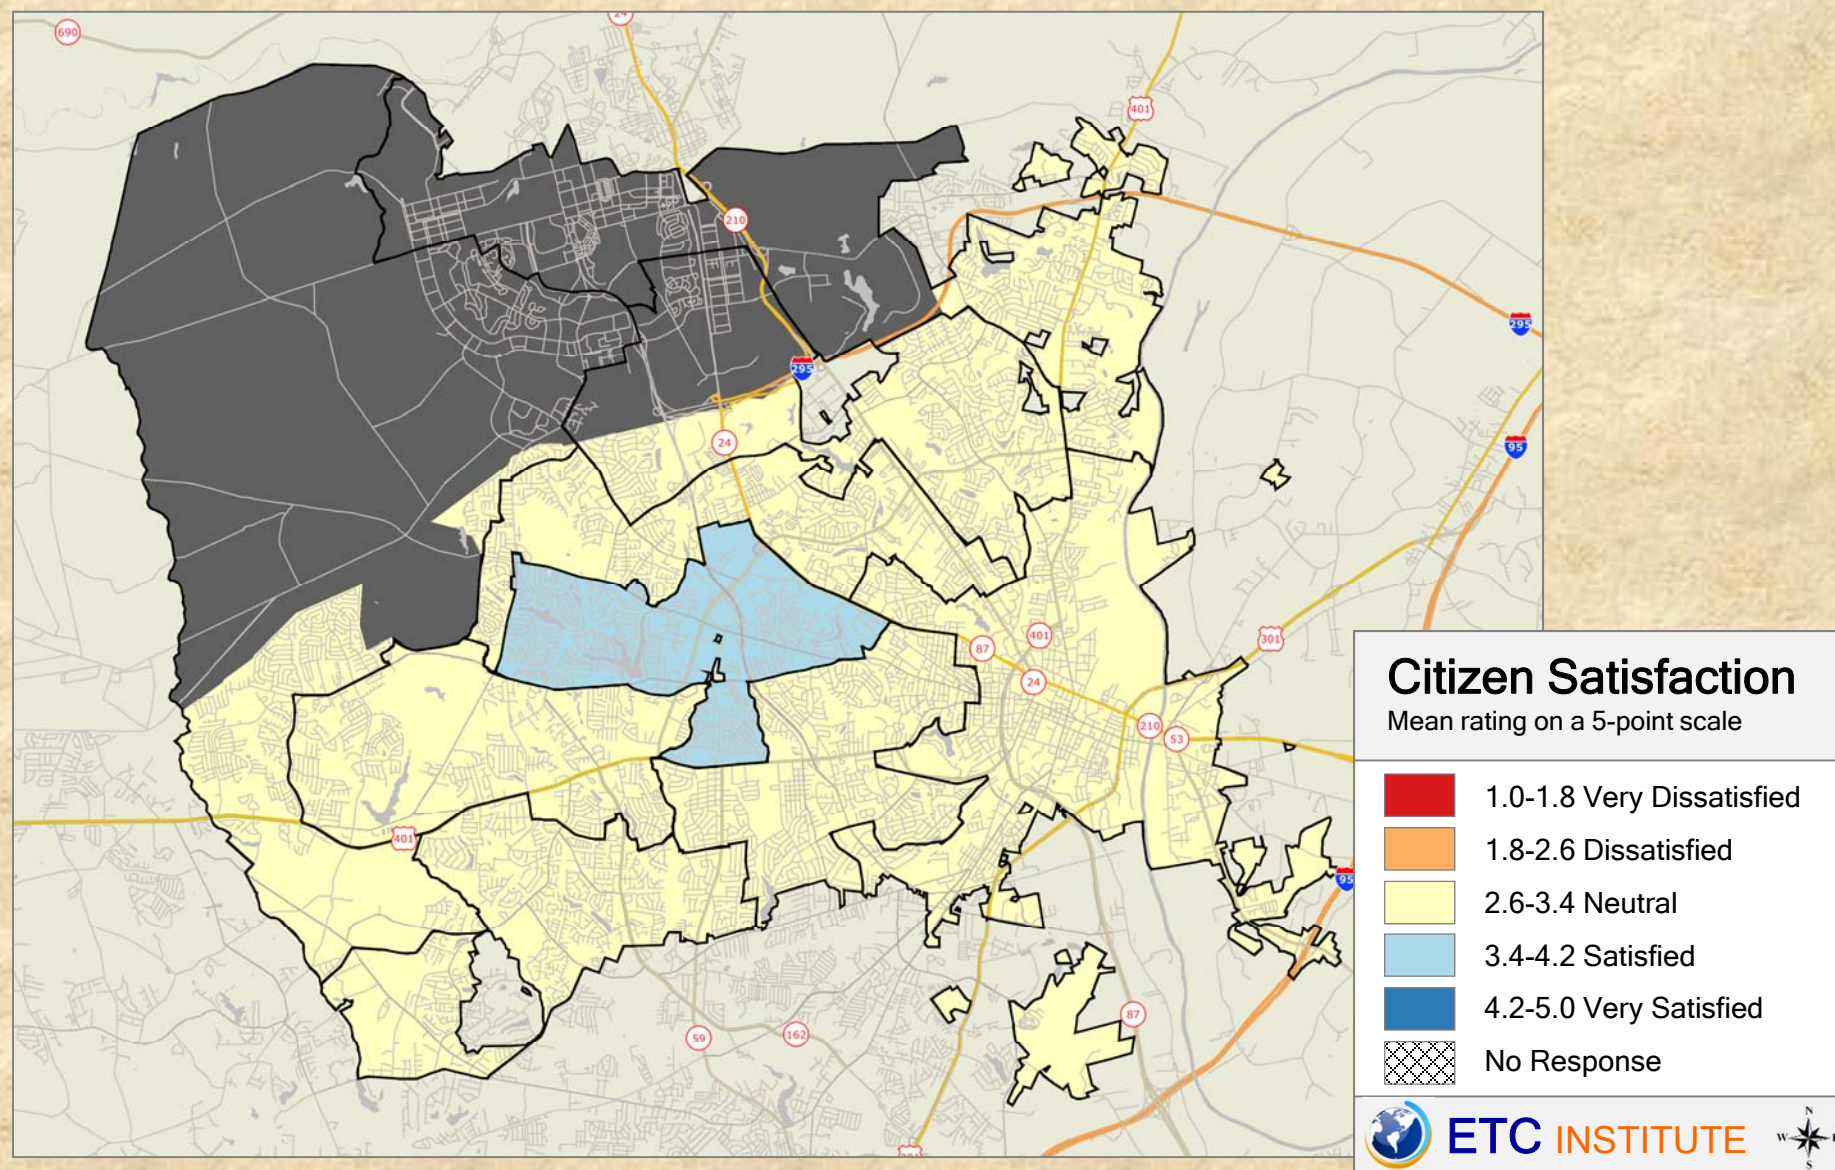 24
690
401
210
295
295
24
95
401
87
301
24
210
53
401
95
87
59
162
Citizen Satisfaction
Mean rating on a 5-point scale
1.0-1.8 Very Dissatisfied
1.8-2.6 Dissatisfied
2.6-3.4 Neutral
3.4-4.2 Satisfied
4.2-5.0 Very Satisfied
No Response
ETC INSTITUTE
N
W
S